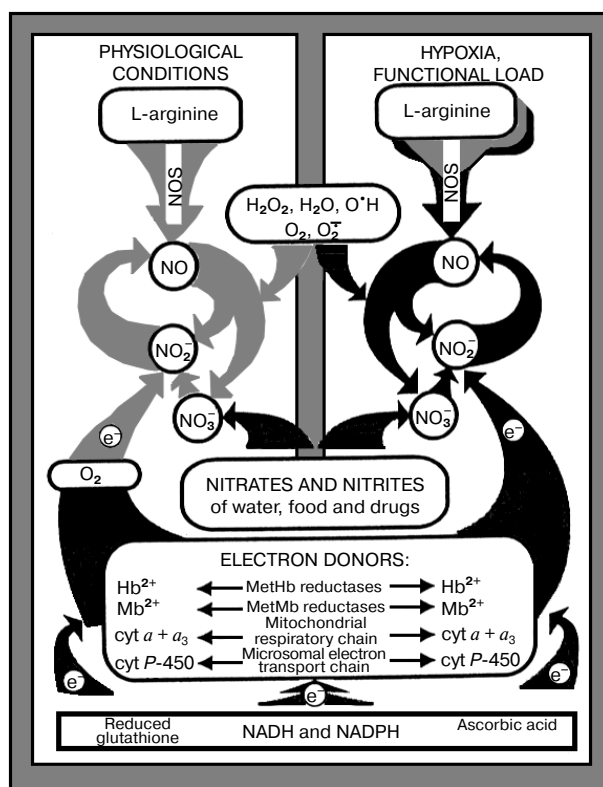 PHYSIOLOGICAL
CONDITIONS
L-arginine
NOS
NO
NO₂⁻
NO₃⁻
e⁻
O₂
HYPOXIA,
FUNCTIONAL LOAD
L-arginine
NOS
NO
NO₂⁻
NO₃⁻
e⁻
H₂O₂, H₂O, O•H
O₂, O₂•̄
NITRATES AND NITRITES
of water, food and drugs
ELECTRON DONORS:
Hb²⁺ MetHb reductases Hb²⁺
Mb²⁺ MetMb reductases Mb²⁺
Mitochondrial
cyt a + a₃ respiratory chain cyt a + a₃
Microsomal electron
cyt P-450 transport chain cyt P-450
e⁻ e⁻ e⁻
Reduced
glutathione
NADH and NADPH
Ascorbic acid